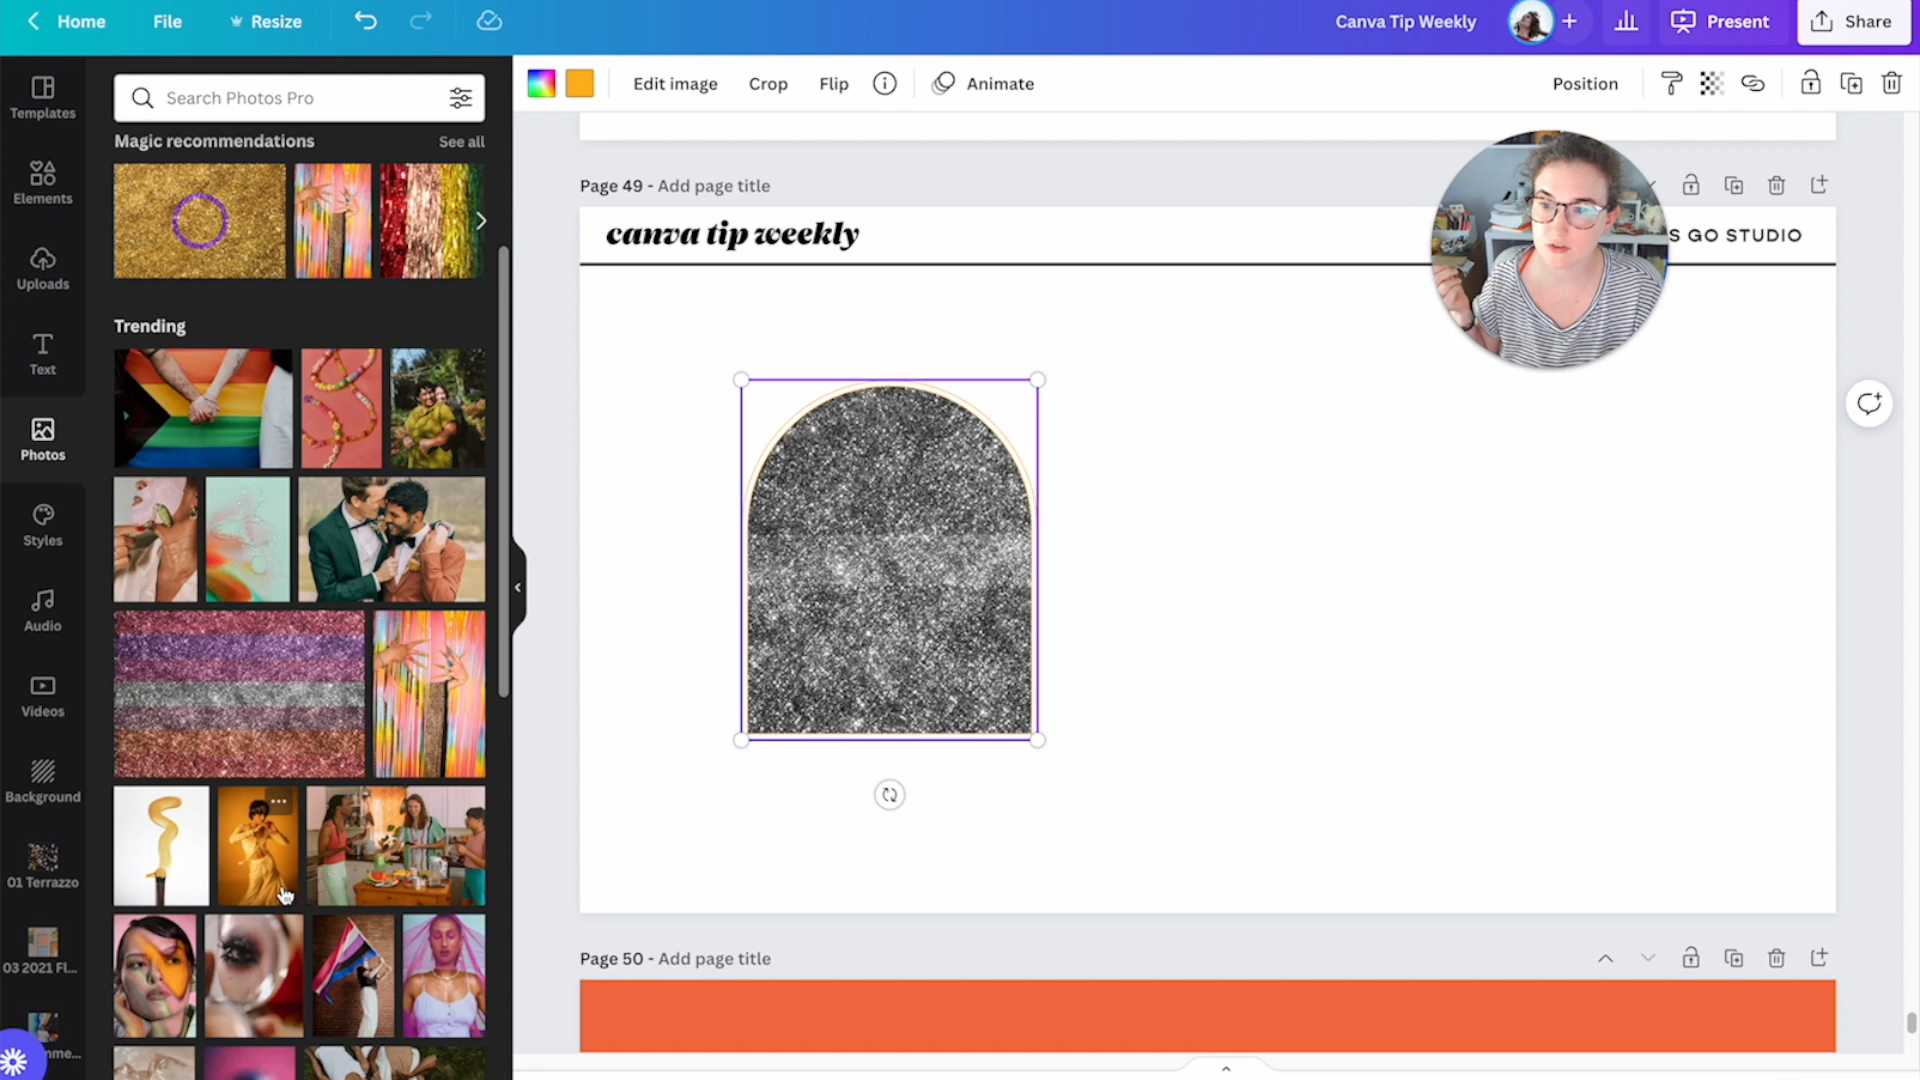 Home
File
Resize
Canva Tip Weekly
Present
Share
Templates
Elements
Uploads
Text
Photos
Styles
Audio
Videos
Background
01 Terrazzo
03 2021 Fl...
Search Photos Pro
Magic recommendations
See all
Trending
Edit image
Crop
Flip
Animate
Position
Page 49 - Add page title
canva tip weekly
S GO STUDIO
Page 50 - Add page title